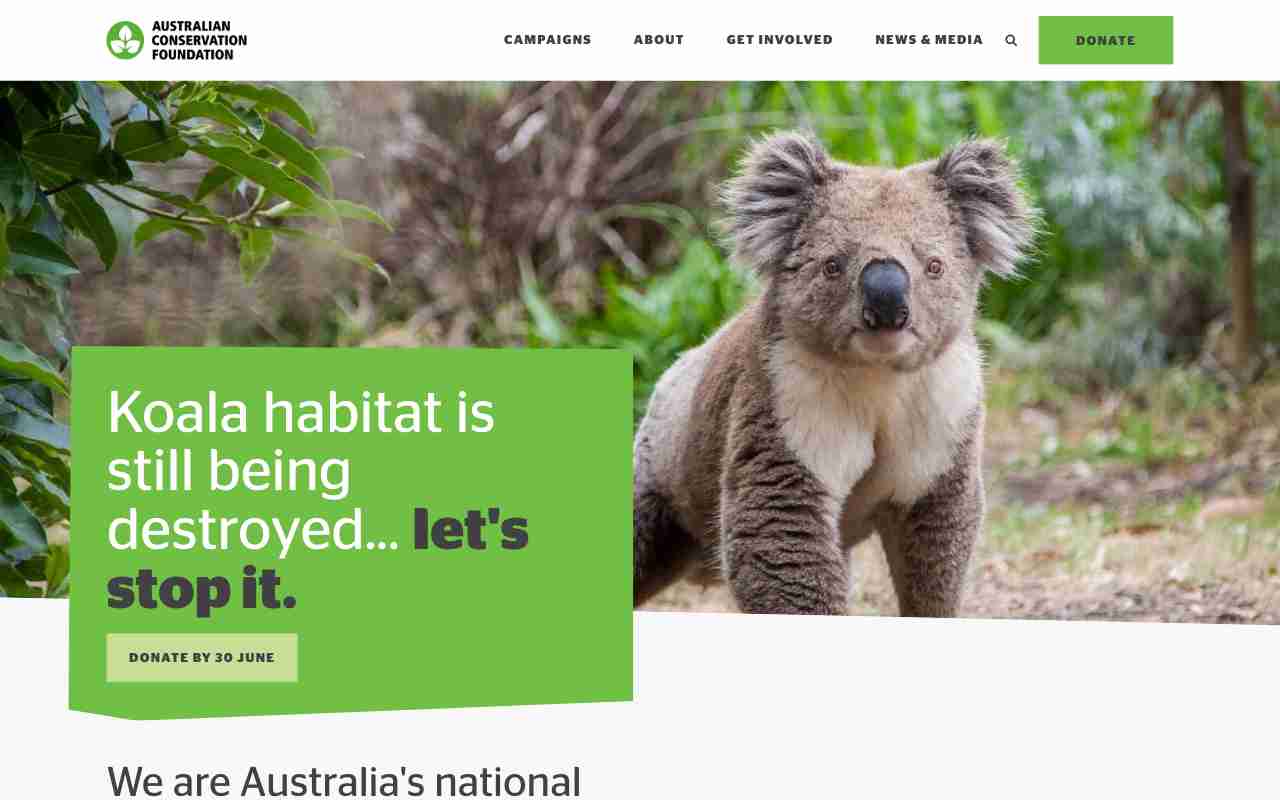 AUSTRALIAN
CONSERVATION
FOUNDATION
CAMPAIGNS
ABOUT
GET INVOLVED
NEWS & MEDIA
DONATE
Koala habitat is
still being
destroyed... let's
stop it.
DONATE BY 30 JUNE
We are Australia's national